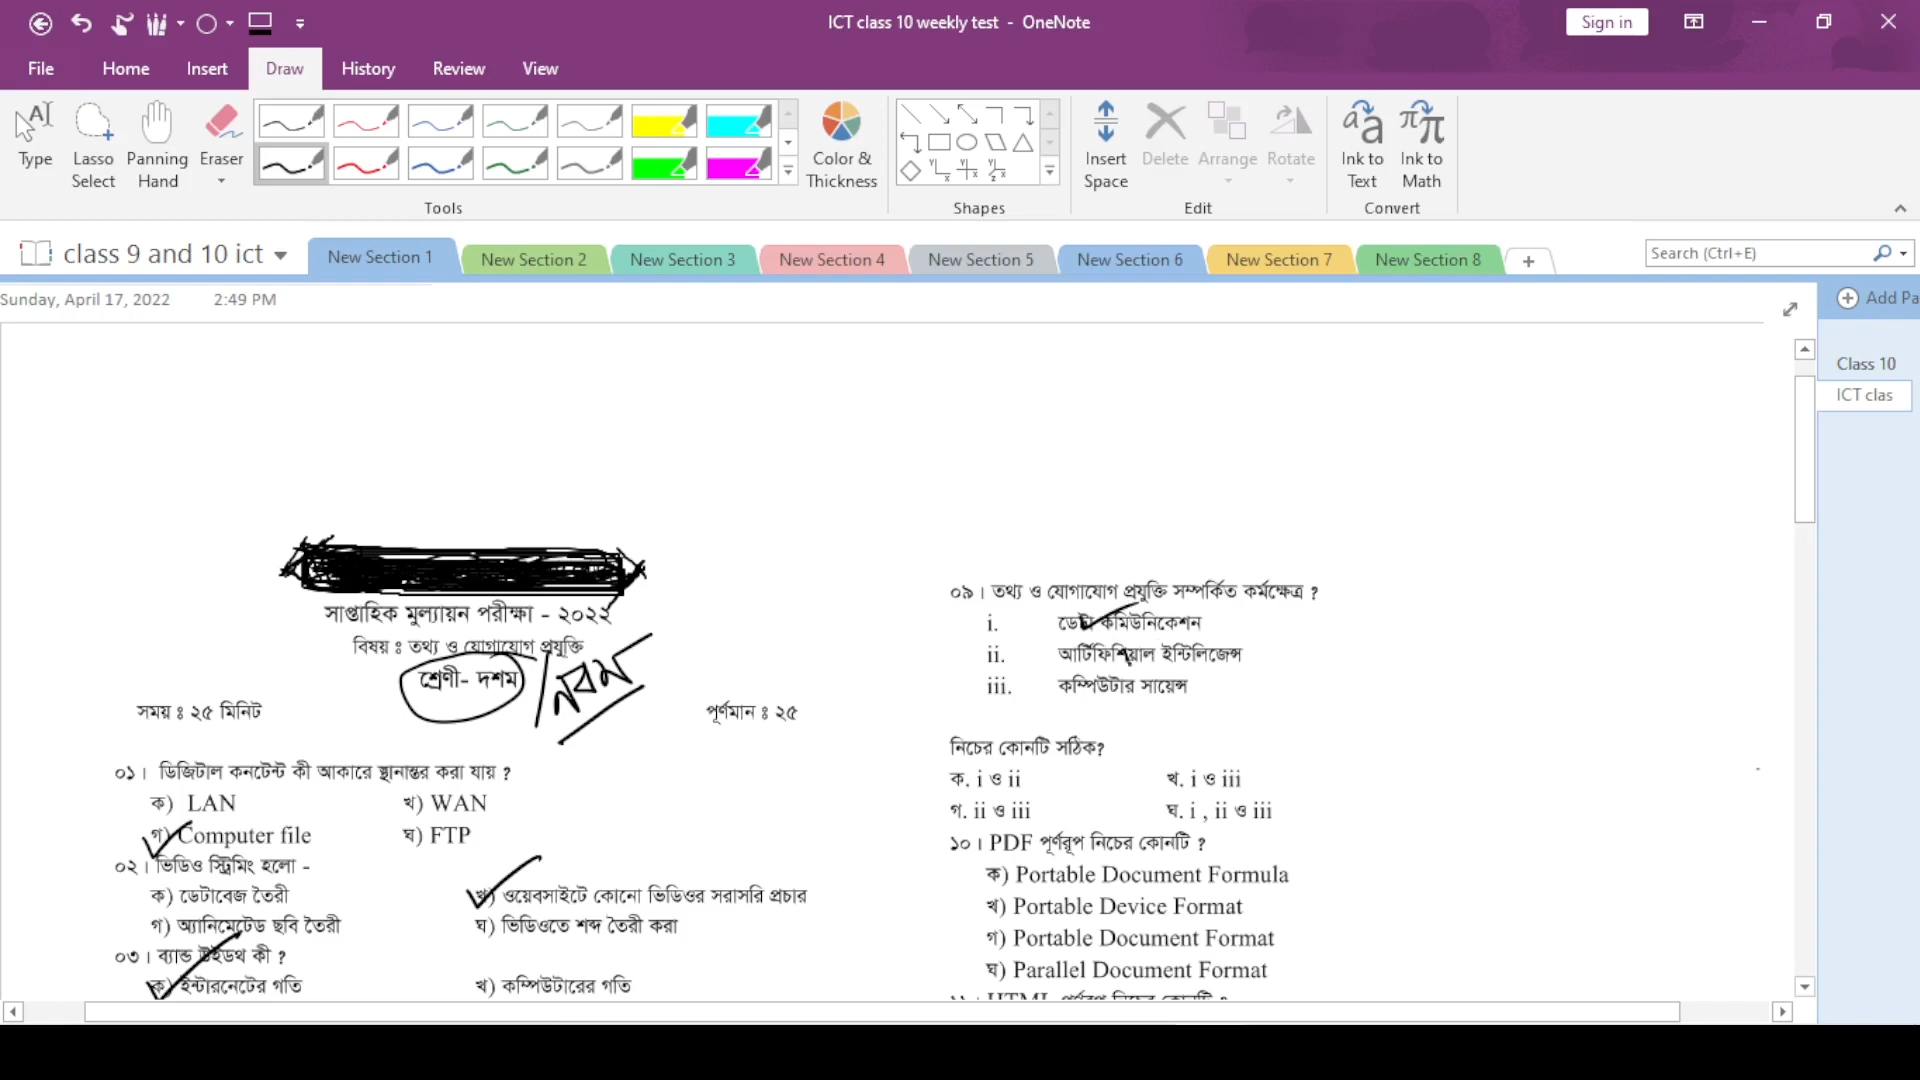 ICT class 10 weekly test - OneNote
Sign in
File Home Insert Draw History Review View
Type
Lasso Select
Panning Hand
Eraser
Color & Thickness
Insert Space
Delete
Arrange
Rotate
Ink to Text
Ink to Math
Tools Shapes Edit Convert
class 9 and 10 ict
New Section 1 New Section 2 New Section 3 New Section 4 New Section 5 New Section 6 New Section 7 New Section 8
Search (Ctrl+E)
Sunday, April 17, 2022 2:49 PM
Add Pa
Class 10
ICT clas
সাপ্তাহিক মুল্যায়ন পরীক্ষা - ২০২২
বিষয় ঃ তথ্য ও যোগাযোগ প্রযুক্তি
শ্রেণী- দশম /নবম
সময় ঃ ২৫ মিনিট পূর্ণমান ঃ ২৫
০১। ডিজিটাল কনটেন্ট কী আকারে স্থানান্তর করা যায় ?
ক) LAN খ) WAN
গ) Computer file ঘ) FTP
০২। ভিডিও স্ট্রিমিং হলো -
ক) ডেটাবেজ তৈরী খ) ওয়েবসাইটে কোনো ভিডিওর সরাসরি প্রচার
গ) অ্যানিমেটেড ছবি তৈরী ঘ) ভিডিওতে শব্দ তৈরী করা
০৩। ব্যান্ড উইডথ কী ?
ক) ইন্টারনেটের গতি খ) কম্পিউটারের গতি
০৯। তথ্য ও যোগাযোগ প্রযুক্তি সম্পর্কিত কর্মক্ষেত্র ?
i. ডেটা কমিউনিকেশন
ii. আর্টিফিশিয়াল ইন্টিলিজেন্স
iii. কম্পিউটার সায়েন্স
নিচের কোনটি সঠিক?
ক. i ও ii খ. i ও iii
গ. ii ও iii ঘ. i , ii ও iii
১০। PDF পূর্ণরূপ নিচের কোনটি ?
ক) Portable Document Formula
খ) Portable Device Format
গ) Portable Document Format
ঘ) Parallel Document Format
১১। HTML পূর্ণরূপ নিচের কোনটি ?